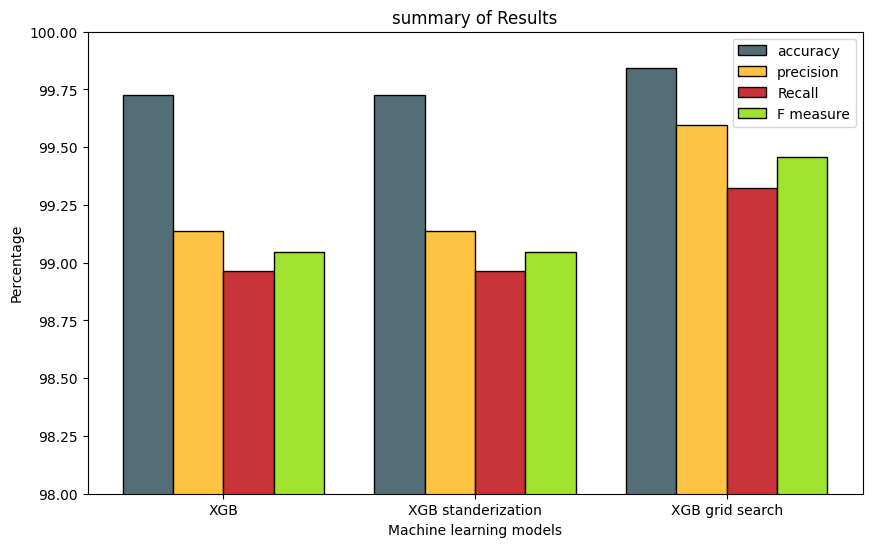 summary of Results
100.00
99.75
99.50
99.25
99.00
98.75
98.50
98.25
98.00
Percentage
accuracy
precision
Recall
F measure
XGB
XGB standerization
XGB grid search
Machine learning models